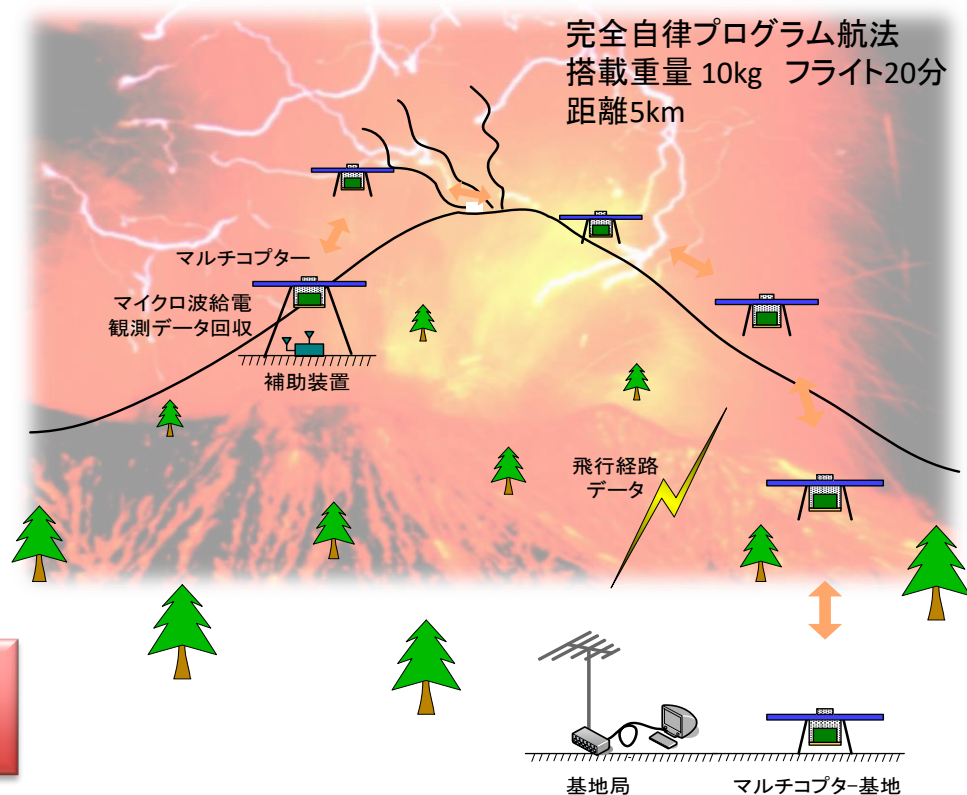 完全自律プログラム航法
搭載重量 10kg　フライト20分
距離5km
マルチコプター
マイクロ波給電
観測データ回収
補助装置
飛行経路
データ
基地局
マルチコプタ-基地